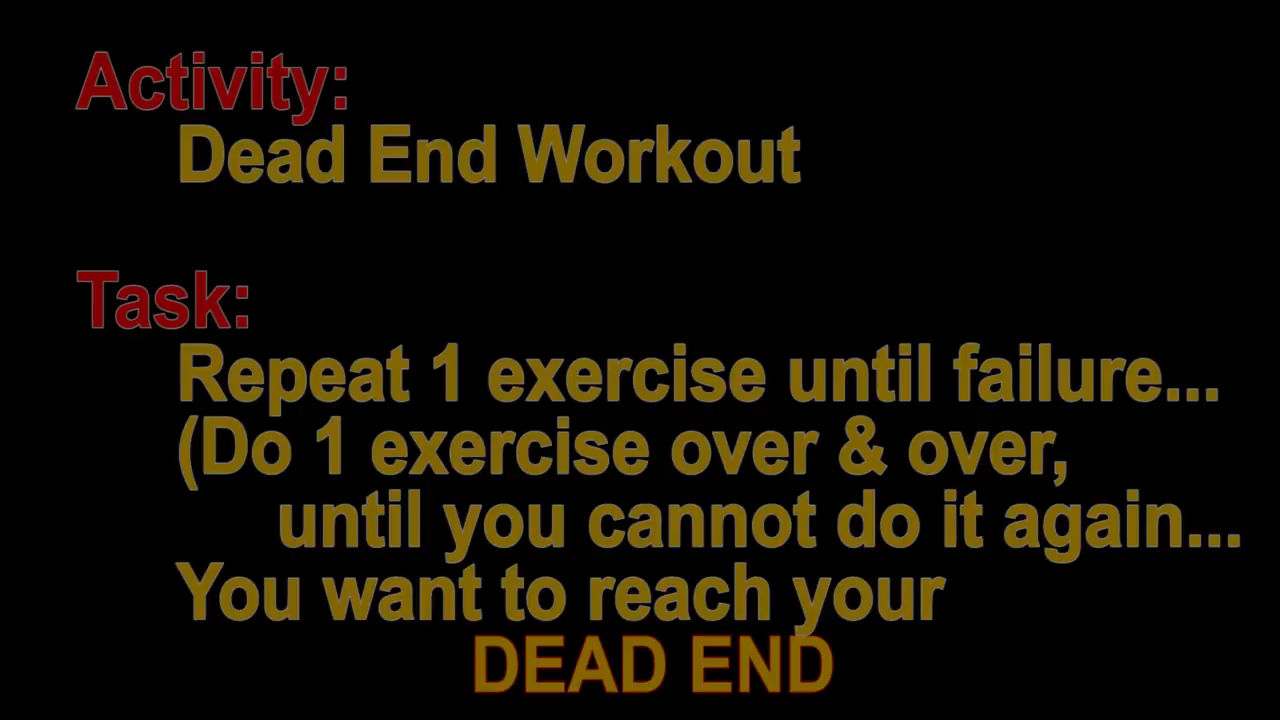 Activity:
Dead End Workout
Task:
Repeat 1 exercise until failure...
(Do 1 exercise over & over,
until you cannot do it again...
You want to reach your
DEAD END